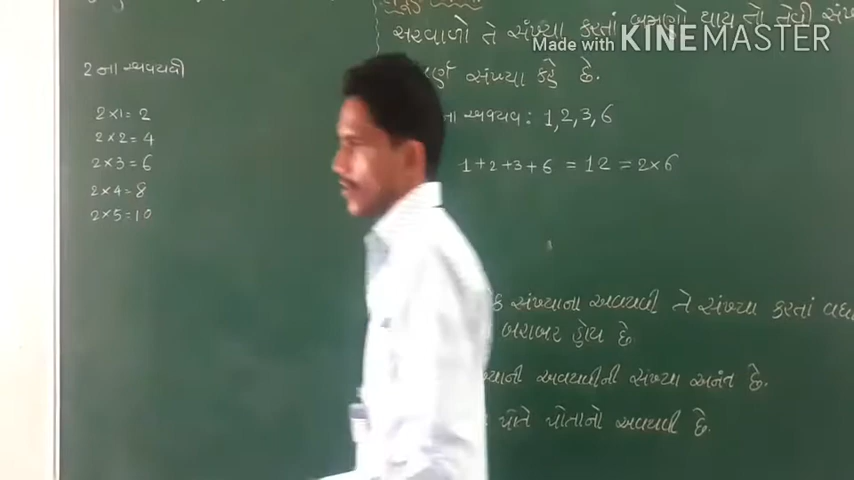 2 ના અવયવી
2×1=2
2×2=4
2×3=6
2×4=8
2×5=10
સરવાળો તે સંખ્યા કરતાં બમણો થાય તો તેવી
સંખ્યા કહે છે.
ના અવયવ: 1,2,3,6
1+2+3+6 = 12 = 2×6
સંખ્યાના અવયવી તે સંખ્યા કરતાં
બરાબર હોય છે
અવયવીની સંખ્યા અનંત છે.
પોતે પોતાનો અવયવી છે.
Made with KINEMASTER